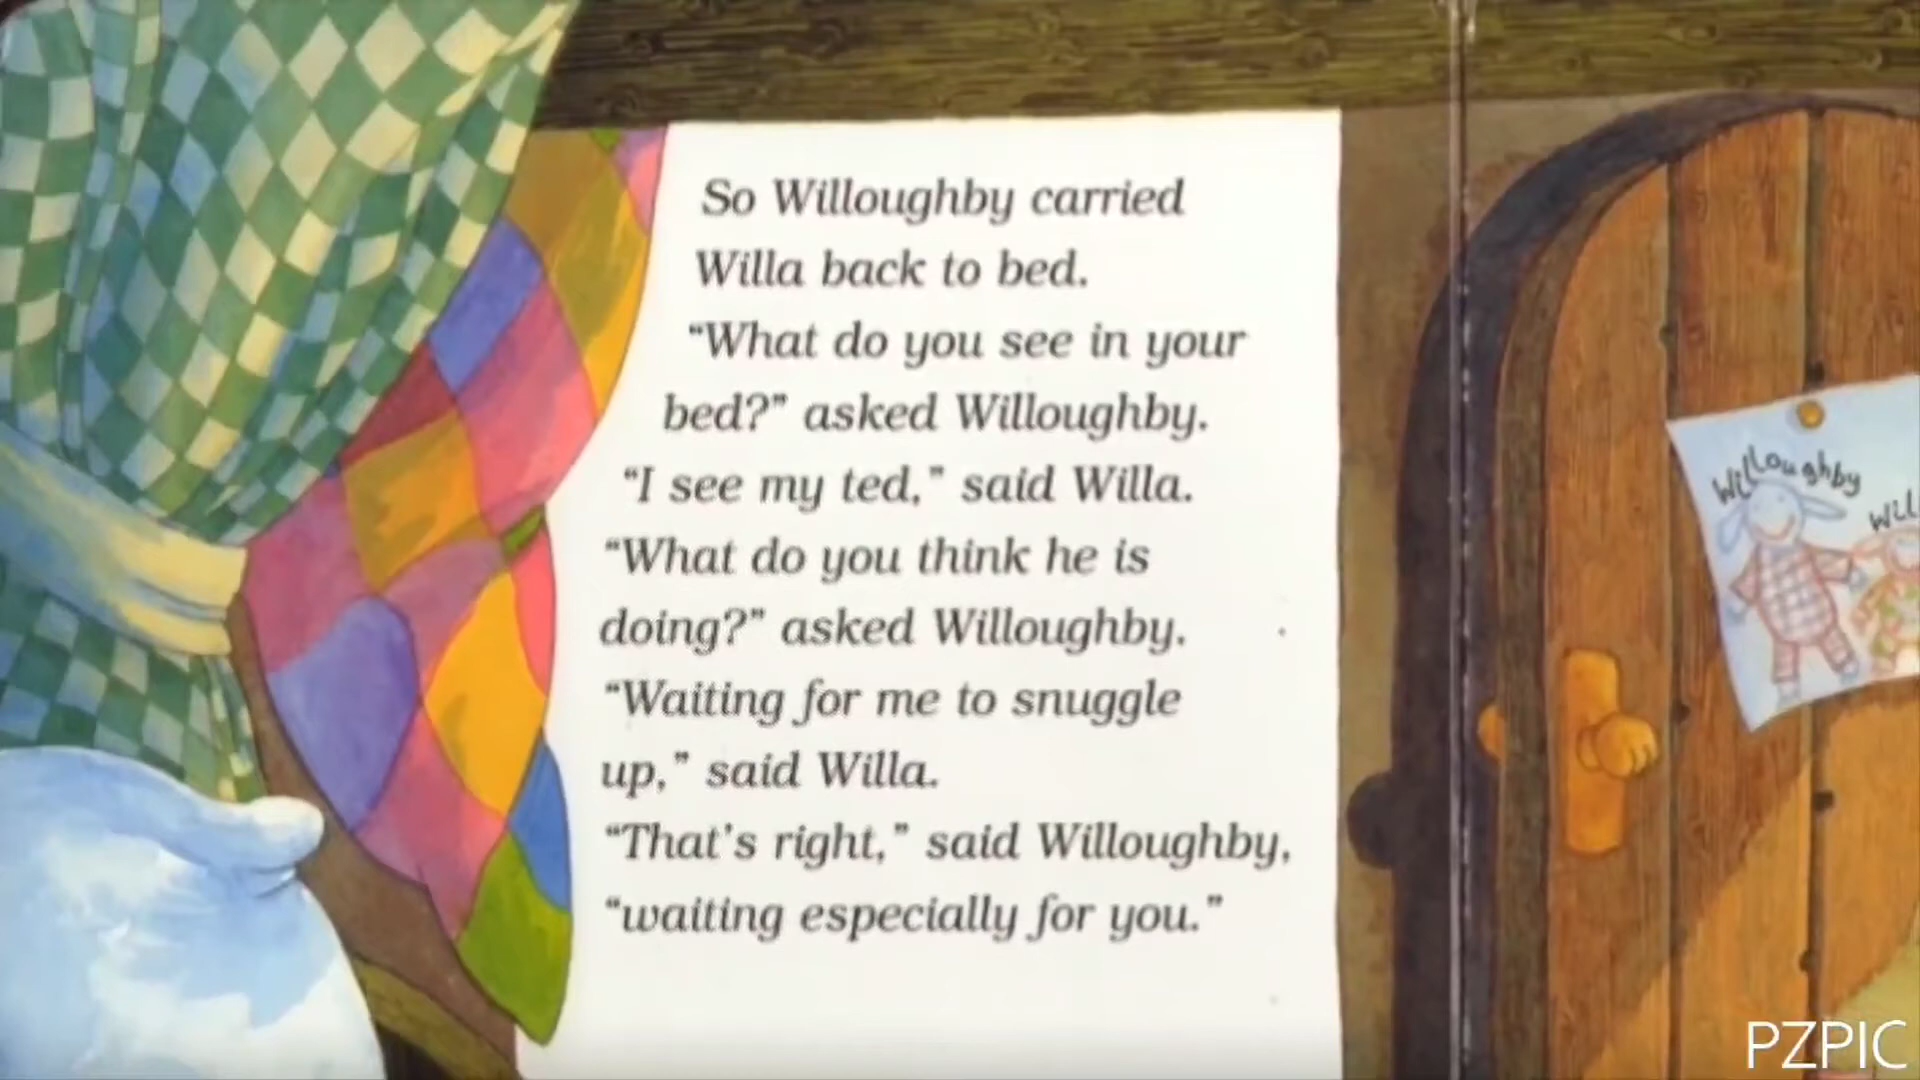 So Willoughby carried
Willa back to bed.
“What do you see in your
bed?” asked Willoughby.
“I see my ted,” said Willa.
“What do you think he is
doing?” asked Willoughby.
“Waiting for me to snuggle
up,” said Willa.
“That’s right,” said Willoughby,
“waiting especially for you.”
Willoughby
Will
PZPIC